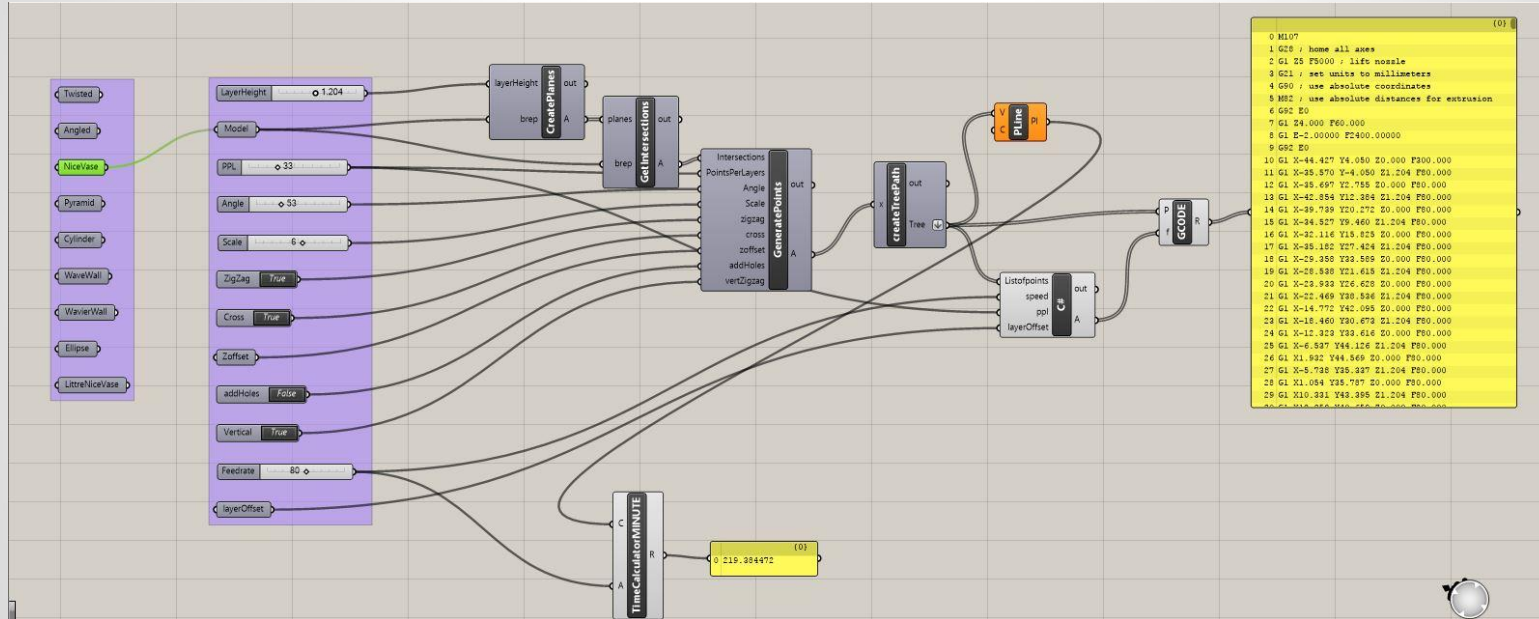 Twisted
Angled
NiceVase
Pyramid
Cylinder
WaveWall
WavierWall
Ellipse
LittreNiceVase
LayerHeight 1.204
Model
PPL 33
Angle 53
Scale 6
ZigZag True
Cross True
Zoffset
addHoles False
Vertical True
Feedrate 80
layerOffset
layerHeight
brep
CreatePlanes
out
A
planes
brep
GetIntersections
out
A
Intersections
PointsPerLayers
Angle
Scale
zigzag
cross
zoffset
addHoles
vertZigzag
GeneratePoints
out
A
x
createTreePath
out
Tree
V
C
PLine
Pl
Listofpoints
speed
ppl
layerOffset
C#
out
A
P
f
GCODE
R
C
A
TimeCalculatorMINUTE
R
{0}
0 219.384472
{0}
0 M107
1 G28 ; home all axes
2 G1 Z5 F5000 ; lift nozzle
3 G21 ; set units to millimeters
4 G90 ; use absolute coordinates
5 M82 ; use absolute distances for extrusion
6 G92 E0
7 G1 Z4.000 F60.000
8 G1 E-2.00000 F2400.00000
9 G92 E0
10 G1 X-44.427 Y4.050 Z0.000 F300.000
11 G1 X-35.570 Y-4.050 Z1.204 F80.000
12 G1 X-35.697 Y2.755 Z0.000 F80.000
13 G1 X-42.854 Y12.384 Z1.204 F80.000
14 G1 X-39.739 Y20.272 Z0.000 F80.000
15 G1 X-34.527 Y9.460 Z1.204 F80.000
16 G1 X-32.116 Y15.825 Z0.000 F80.000
17 G1 X-35.182 Y27.424 Z1.204 F80.000
18 G1 X-29.358 Y33.589 Z0.000 F80.000
19 G1 X-28.538 Y21.615 Z1.204 F80.000
20 G1 X-23.933 Y26.628 Z0.000 F80.000
21 G1 X-22.469 Y38.536 Z1.204 F80.000
22 G1 X-14.772 Y42.095 Z0.000 F80.000
23 G1 X-18.460 Y30.673 Z1.204 F80.000
24 G1 X-12.323 Y33.616 Z0.000 F80.000
25 G1 X-6.537 Y44.126 Z1.204 F80.000
26 G1 X1.932 Y44.569 Z0.000 F80.000
27 G1 X-5.738 Y35.337 Z1.204 F80.000
28 G1 X1.054 Y35.787 Z0.000 F80.000
29 G1 X10.331 Y43.395 Z1.204 F80.000